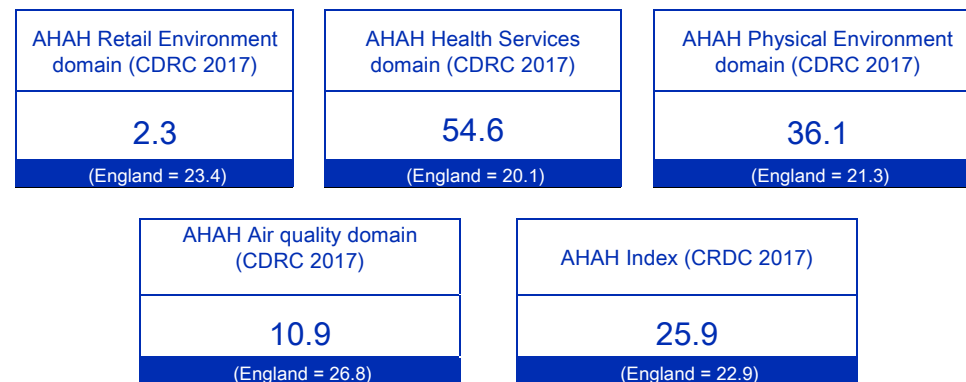 AHAH Retail Environment
domain (CDRC 2017)
2.3
(England = 23.4)
AHAH Health Services
domain (CDRC 2017)
54.6
(England = 20.1)
AHAH Physical Environment
domain (CDRC 2017)
36.1
(England = 21.3)
AHAH Air quality domain
(CDRC 2017)
10.9
(England = 26.8)
AHAH Index (CRDC 2017)
25.9
(England = 22.9)